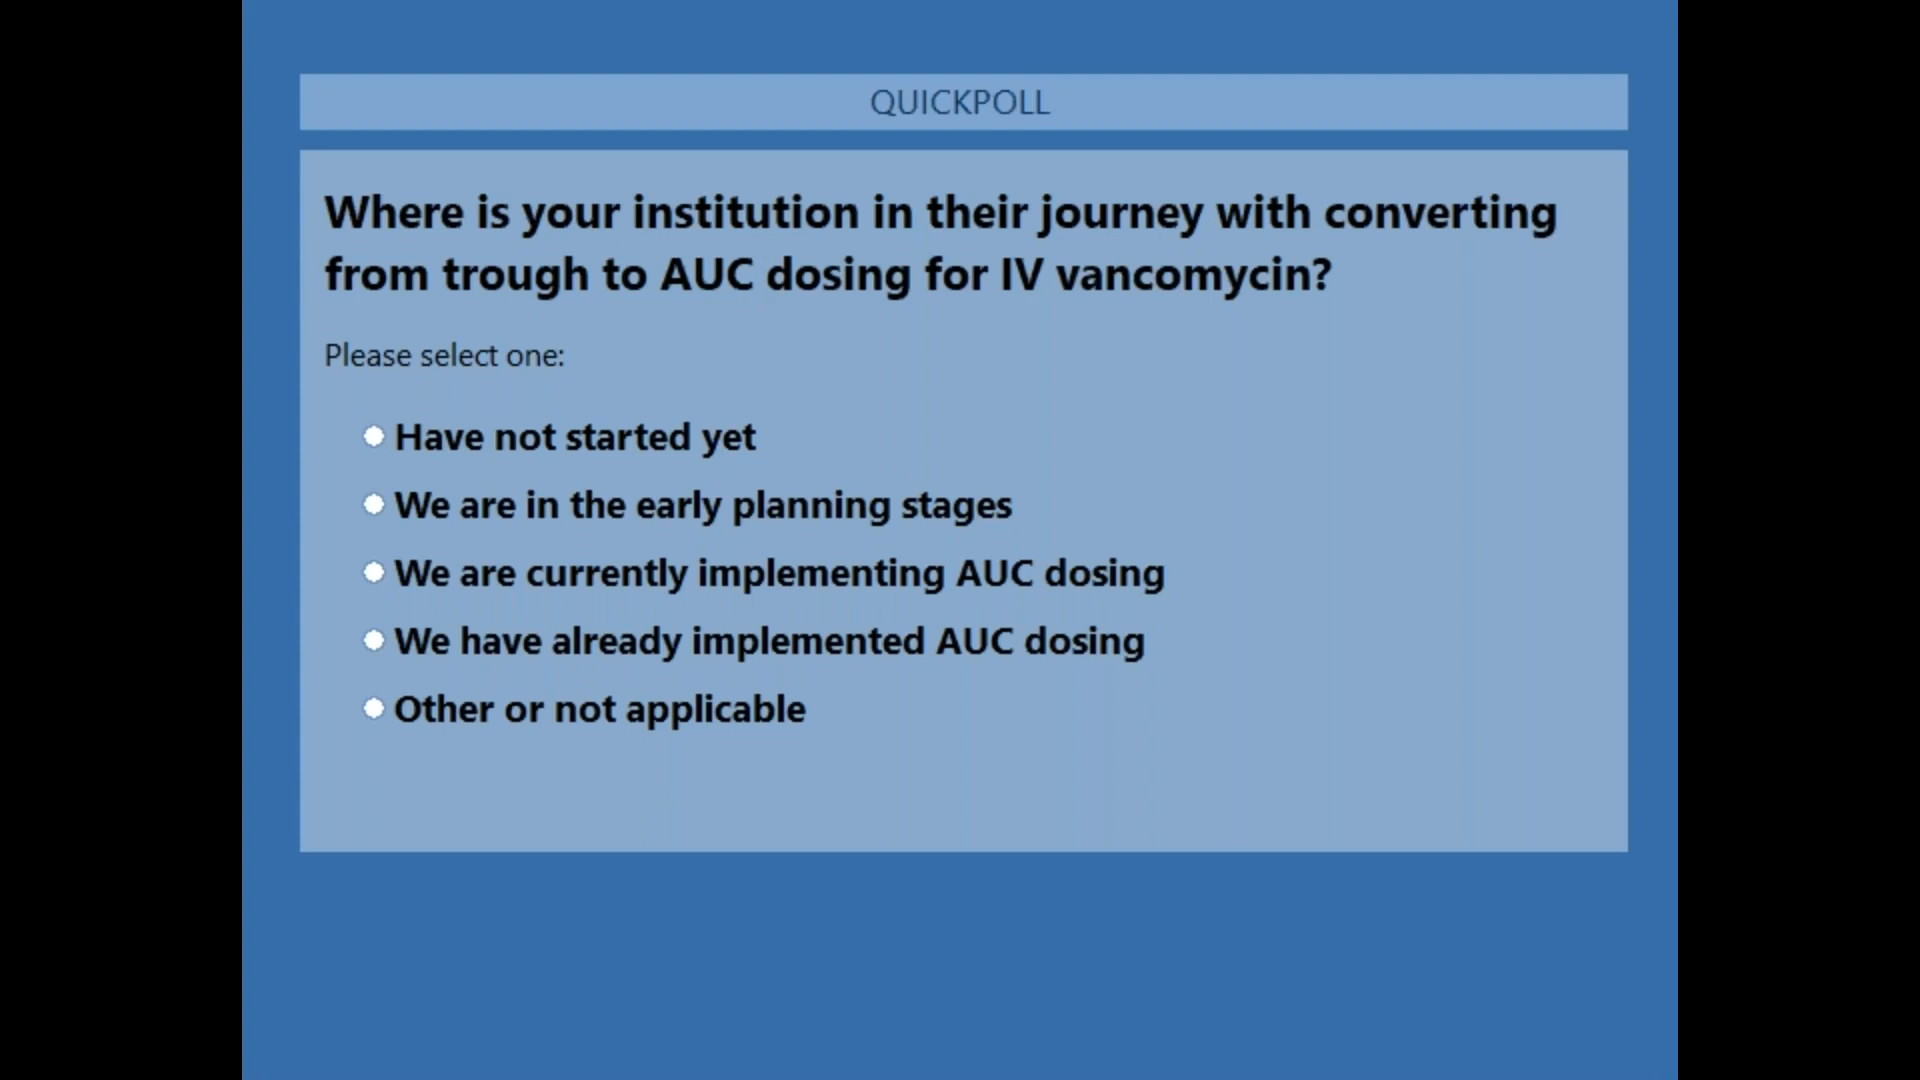 QUICKPOLL
Where is your institution in their journey with converting
from trough to AUC dosing for IV vancomycin?
Please select one:
Have not started yet
We are in the early planning stages
We are currently implementing AUC dosing
We have already implemented AUC dosing
Other or not applicable